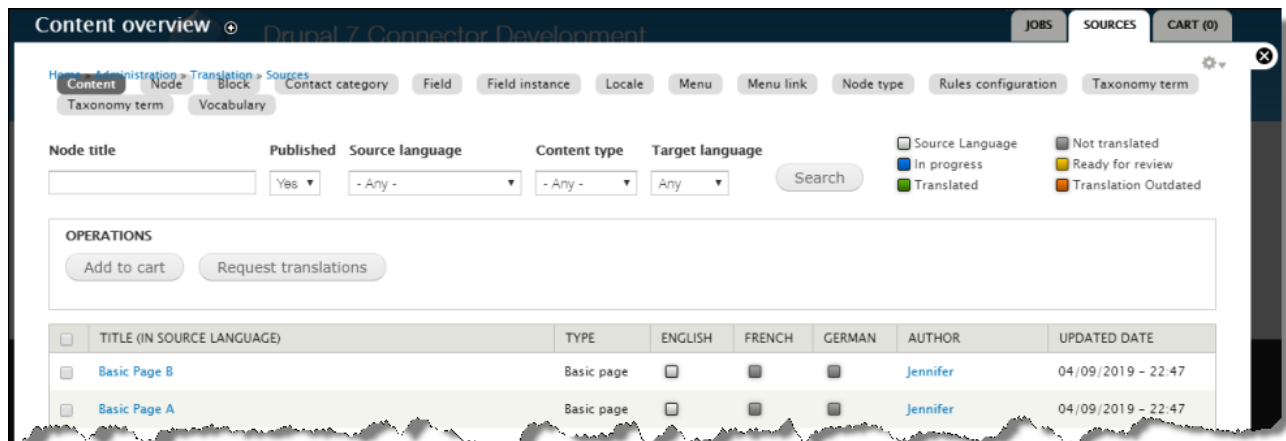 Content overview
Drupal 7 Connector Development
JOBS SOURCES CART (0)
Home » Administration » Translation » Sources
Content Node Block Contact category Field Field instance Locale Menu Menu link Node type Rules configuration Taxonomy term
Taxonomy term Vocabulary
Node title Published Source language Content type Target language
Yes - Any - - Any - Any Search
Source Language Not translated
In progress Ready for review
Translated Translation Outdated
OPERATIONS
Add to cart Request translations
TITLE (IN SOURCE LANGUAGE) TYPE ENGLISH FRENCH GERMAN AUTHOR UPDATED DATE
Basic Page B Basic page Jennifer 04/09/2019 - 22:47
Basic Page A Basic page Jennifer 04/09/2019 - 22:47